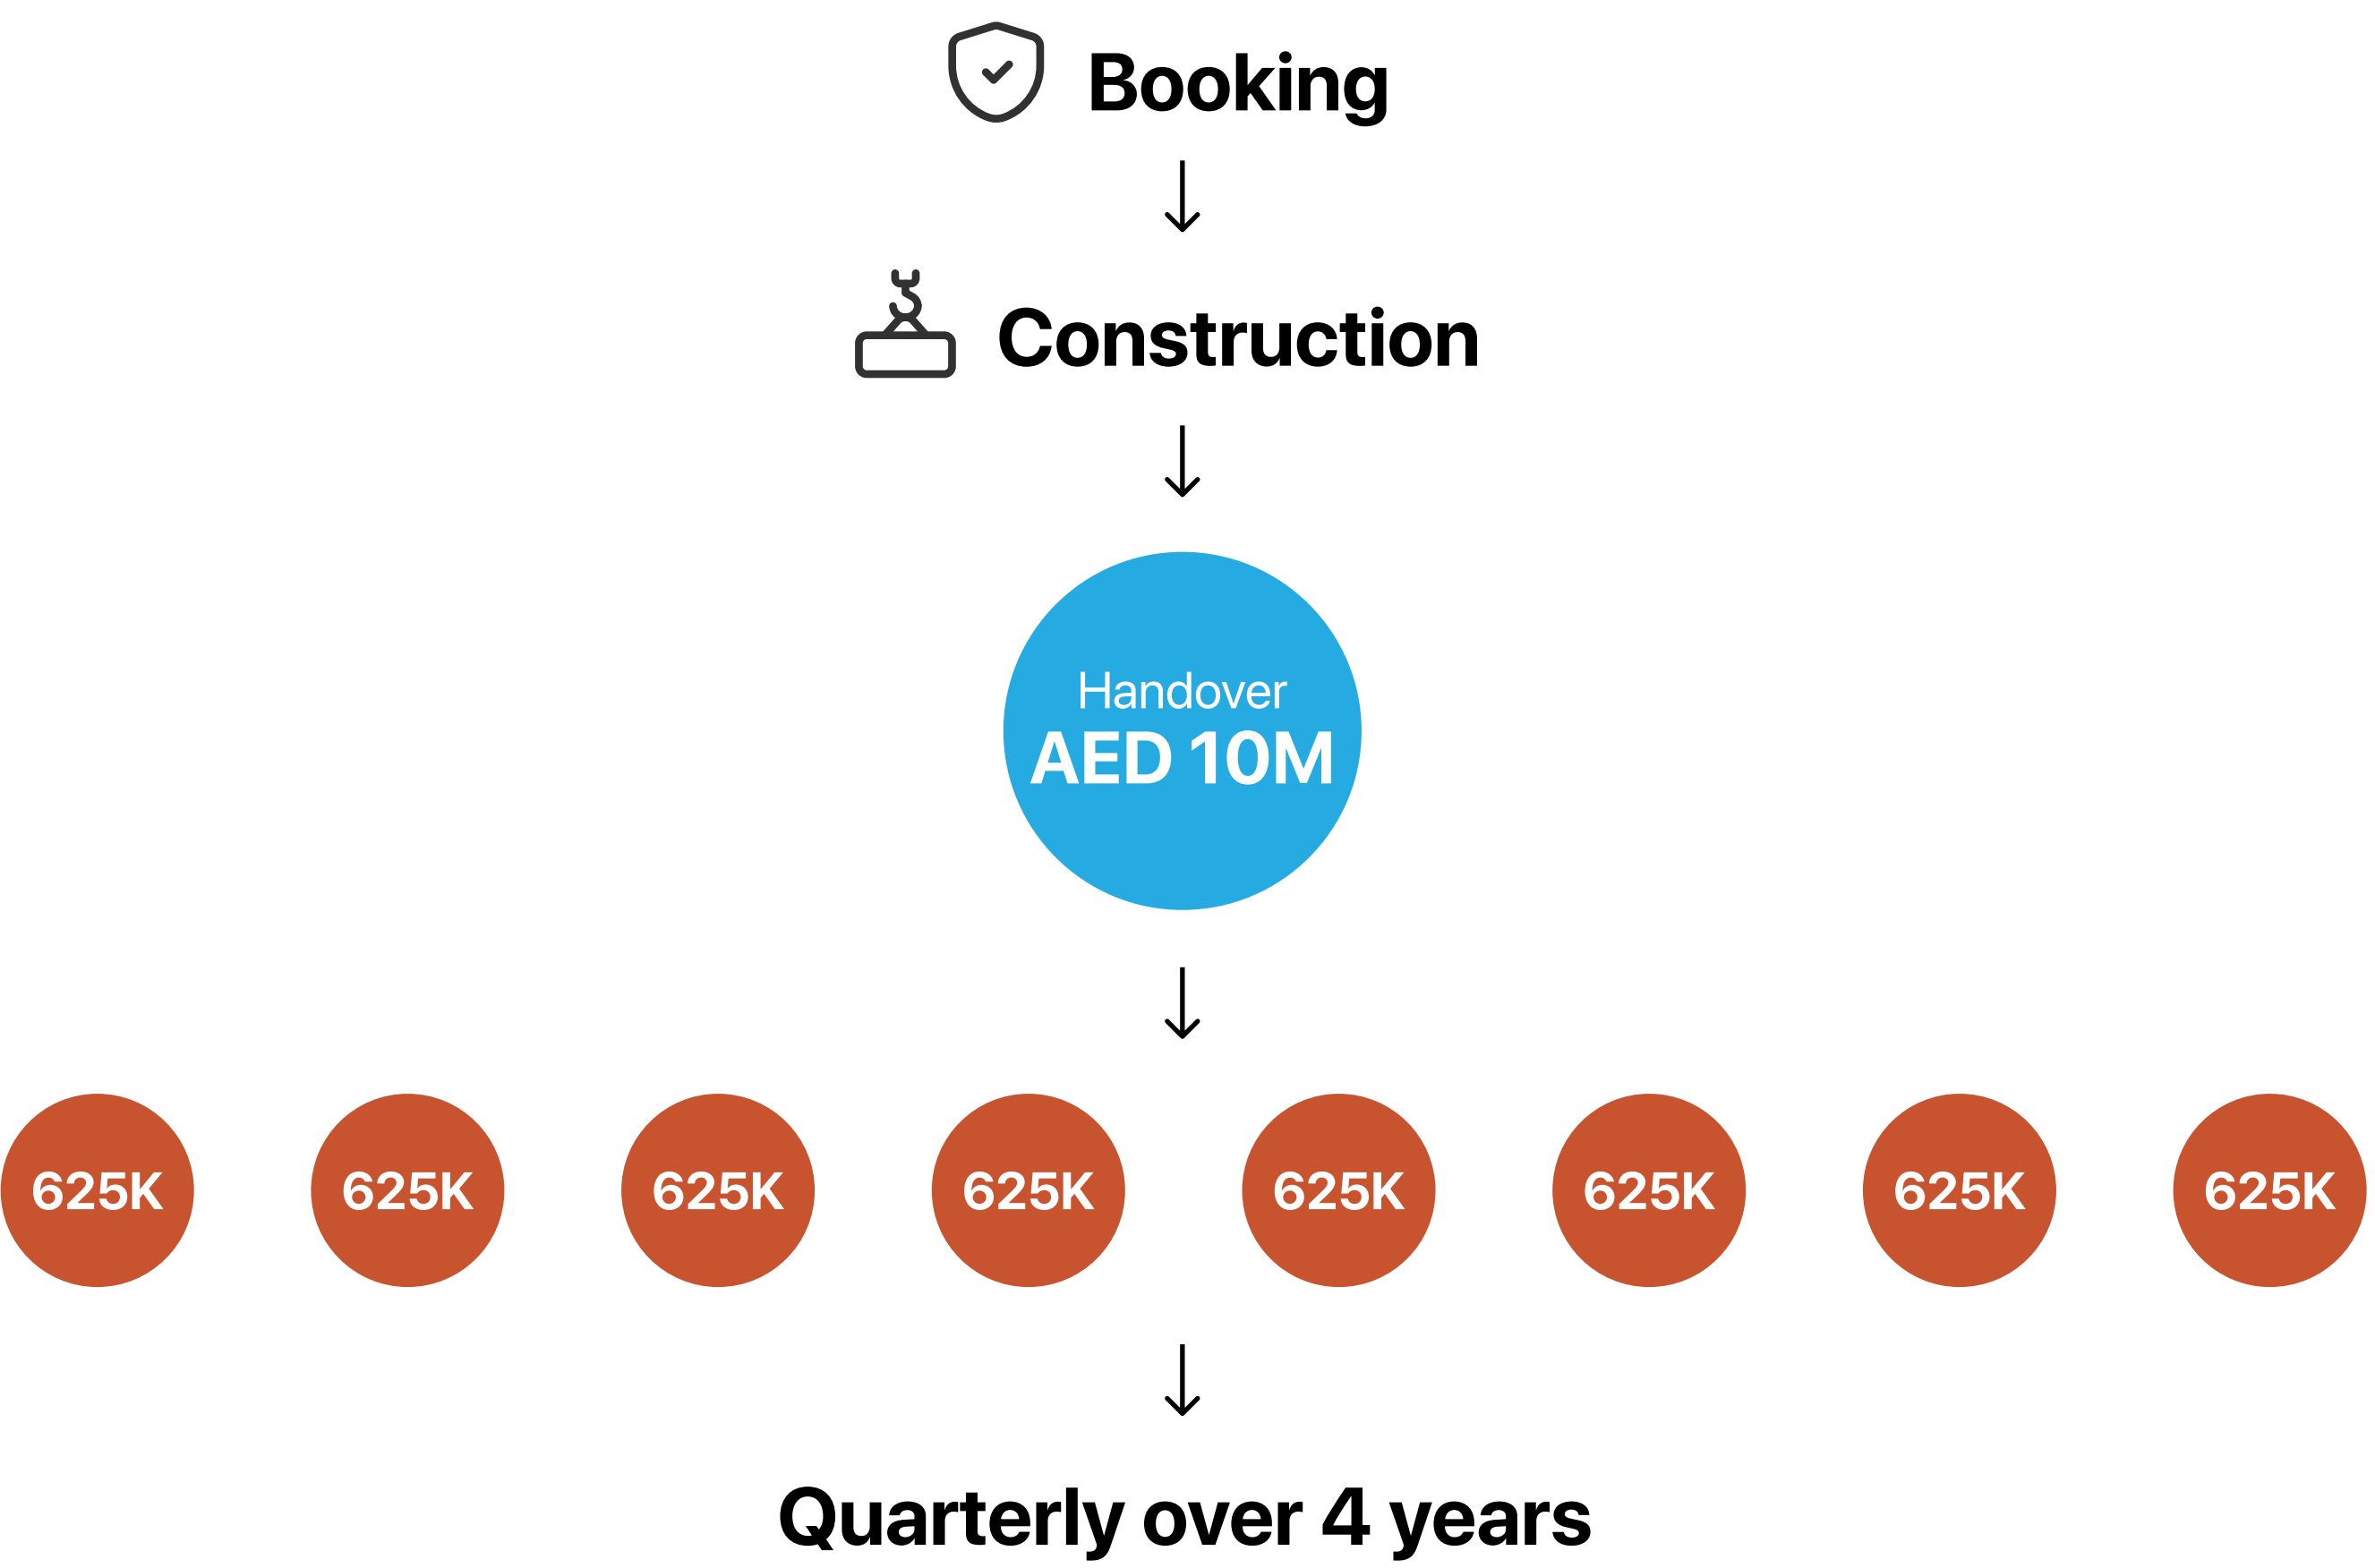 Booking
Construction
Handover
AED 10M
625K 625K 625K 625K 625K 625K 625K 625K
Quarterly over 4 years